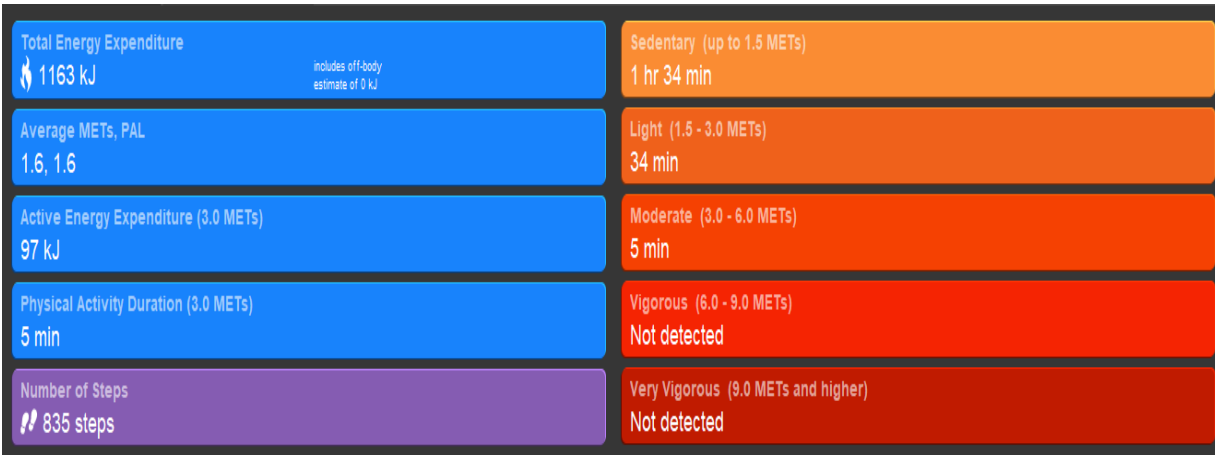 Total Energy Expenditure
1163 kJ
includes off-body
estimate of 0 kJ
Average METs, PAL
1.6, 1.6
Active Energy Expenditure (3.0 METs)
97 kJ
Physical Activity Duration (3.0 METs)
5 min
Number of Steps
835 steps
Sedentary (up to 1.5 METs)
1 hr 34 min
Light (1.5 - 3.0 METs)
34 min
Moderate (3.0 - 6.0 METs)
5 min
Vigorous (6.0 - 9.0 METs)
Not detected
Very Vigorous (9.0 METs and higher)
Not detected